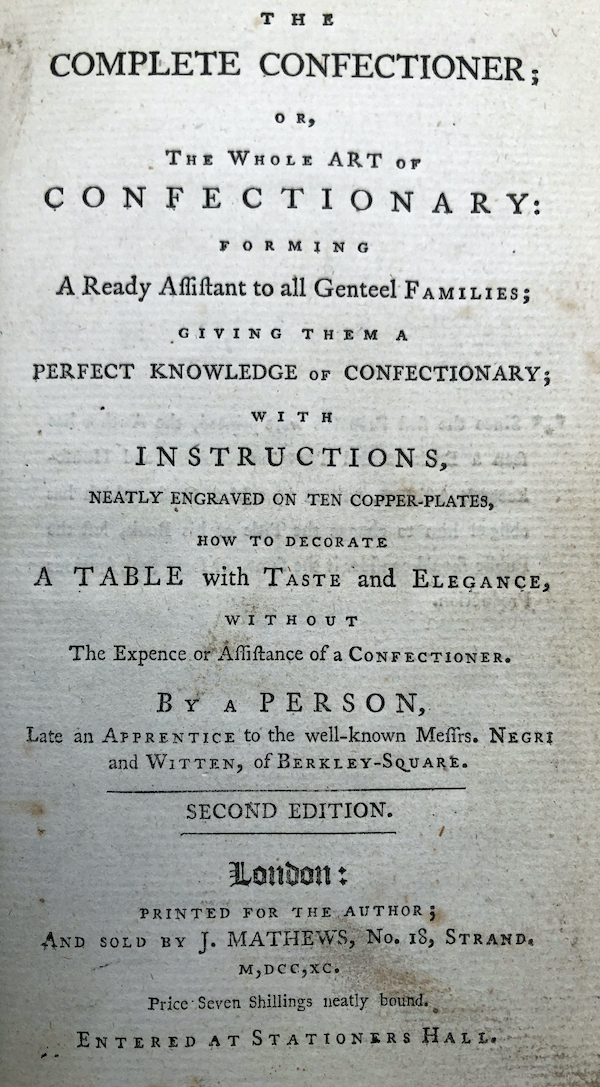 THE
COMPLETE CONFECTIONER;
OR,
THE WHOLE ART OF
CONFECTIONARY:
FORMING
A Ready Aſſiſtant to all Genteel FAMILIES;
GIVING THEM A
PERFECT KNOWLEDGE OF CONFECTIONARY;
WITH
INSTRUCTIONS,
NEATLY ENGRAVED ON TEN COPPER-PLATES,
HOW TO DECORATE
A TABLE with TASTE and ELEGANCE,
WITHOUT
The Expence or Aſſiſtance of a CONFECTIONER.
BY A PERSON,
Late an APPRENTICE to the well-known Meſſrs. NEGRI
and WITTEN, of BERKLEY-SQUARE.
SECOND EDITION.
London:
PRINTED FOR THE AUTHOR;
AND SOLD BY J. MATHEWS, No. 18, STRAND.
M,DCC,XC.
Price Seven Shillings neatly bound.
ENTERED AT STATIONERS HALL.